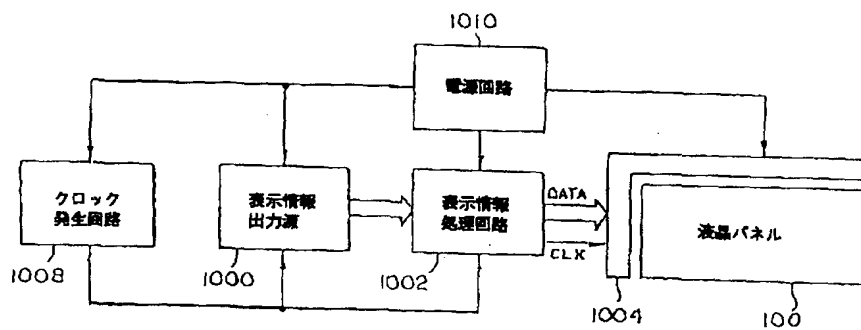 1010
電源回路
クロック
発生回路
表示情報
出力源
表示情報
処理回路
DATA
CLK
液晶パネル
1008
1000
1002
1004
100